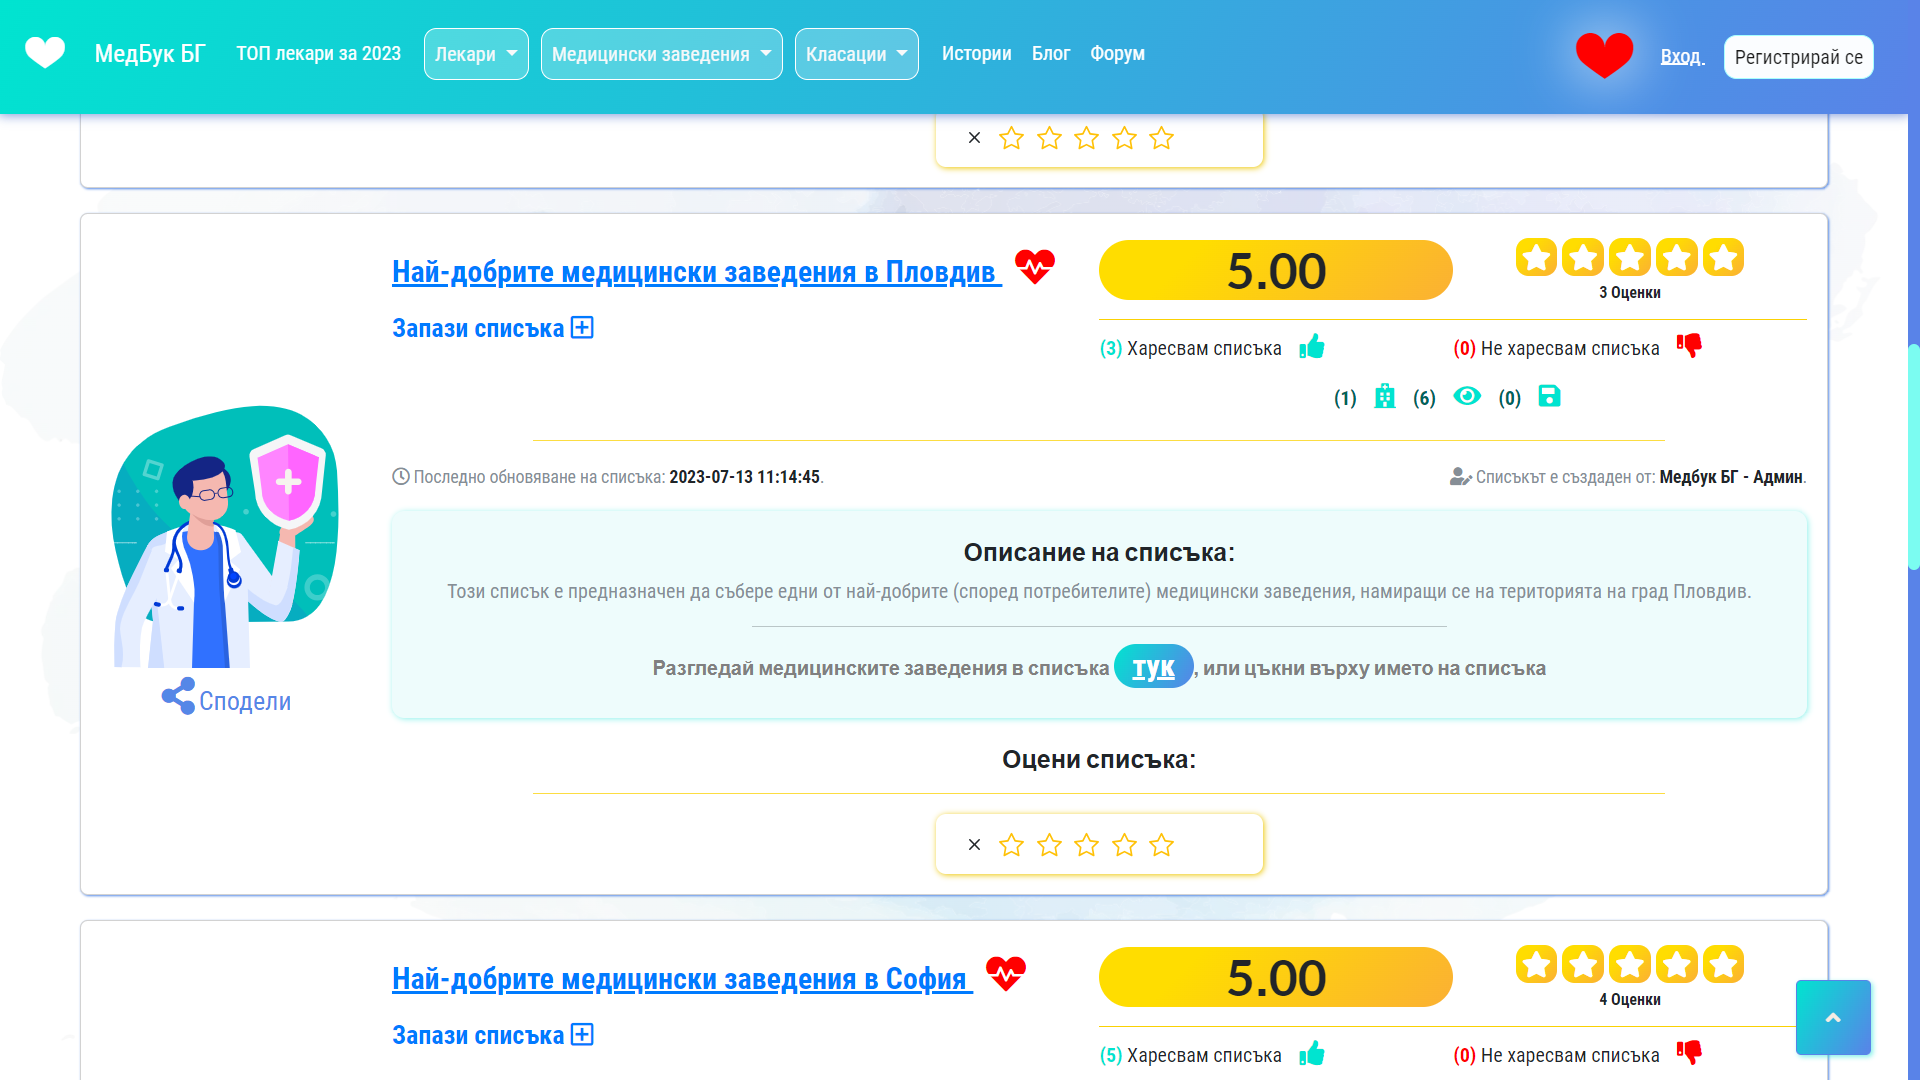 МедБук БГ ТОП лекари за 2023 Лекари Медицински заведения Класации Истории Блог Форум Вход Регистрирай се
Най-добрите медицински заведения в Пловдив
5.00
3 Оценки
Запази списъка
(3) Харесвам списъка (0) Не харесвам списъка
(1) (6) (0)
Последно обновяване на списъка: 2023-07-13 11:14:45. Списъкът е създаден от: Медбук БГ - Админ.
Описание на списъка:
Този списък е предназначен да събере едни от най-добрите (според потребителите) медицински заведения, намиращи се на територията на град Пловдив.
Разгледай медицинските заведения в списъка тук, или цъкни върху името на списъка
Сподели
Оцени списъка:
Най-добрите медицински заведения в София
5.00
4 Оценки
Запази списъка
(5) Харесвам списъка (0) Не харесвам списъка